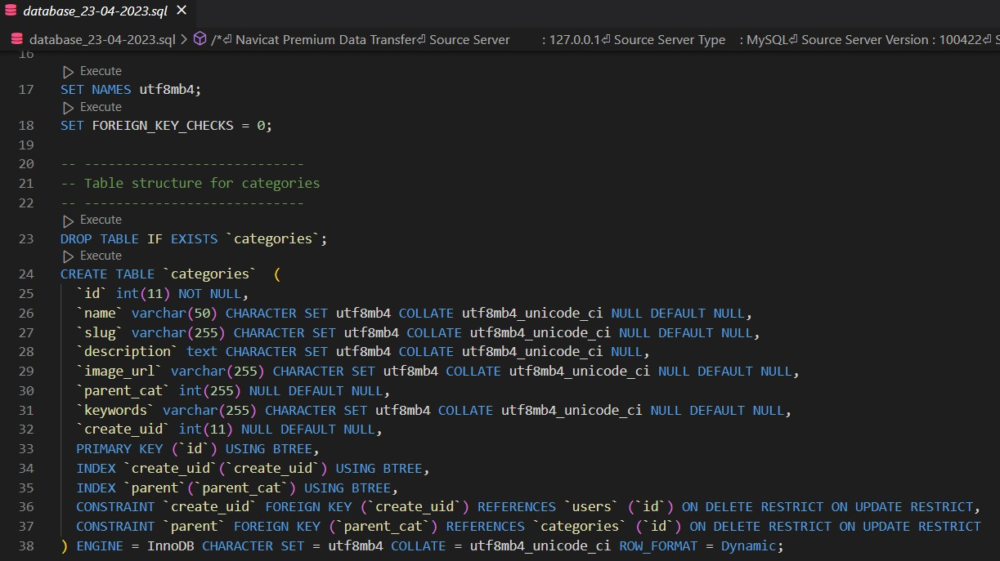 database_23-04-2023.sql ✕
database_23-04-2023.sql > /*⏎ Navicat Premium Data Transfer⏎ Source Server : 127.0.0.1⏎ Source Server Type : MySQL⏎ Source Server Version : 100422⏎ S
16
Execute
17 SET NAMES utf8mb4;
Execute
18 SET FOREIGN_KEY_CHECKS = 0;
19
20 -- ----------------------------
21 -- Table structure for categories
22 -- ----------------------------
Execute
23 DROP TABLE IF EXISTS `categories`;
Execute
24 CREATE TABLE `categories`  (
25 `id` int(11) NOT NULL,
26 `name` varchar(50) CHARACTER SET utf8mb4 COLLATE utf8mb4_unicode_ci NULL DEFAULT NULL,
27 `slug` varchar(255) CHARACTER SET utf8mb4 COLLATE utf8mb4_unicode_ci NULL DEFAULT NULL,
28 `description` text CHARACTER SET utf8mb4 COLLATE utf8mb4_unicode_ci NULL,
29 `image_url` varchar(255) CHARACTER SET utf8mb4 COLLATE utf8mb4_unicode_ci NULL DEFAULT NULL,
30 `parent_cat` int(255) NULL DEFAULT NULL,
31 `keywords` varchar(255) CHARACTER SET utf8mb4 COLLATE utf8mb4_unicode_ci NULL DEFAULT NULL,
32 `create_uid` int(11) NULL DEFAULT NULL,
33 PRIMARY KEY (`id`) USING BTREE,
34 INDEX `create_uid`(`create_uid`) USING BTREE,
35 INDEX `parent`(`parent_cat`) USING BTREE,
36 CONSTRAINT `create_uid` FOREIGN KEY (`create_uid`) REFERENCES `users` (`id`) ON DELETE RESTRICT ON UPDATE RESTRICT,
37 CONSTRAINT `parent` FOREIGN KEY (`parent_cat`) REFERENCES `categories` (`id`) ON DELETE RESTRICT ON UPDATE RESTRICT
38 ) ENGINE = InnoDB CHARACTER SET = utf8mb4 COLLATE = utf8mb4_unicode_ci ROW_FORMAT = Dynamic;